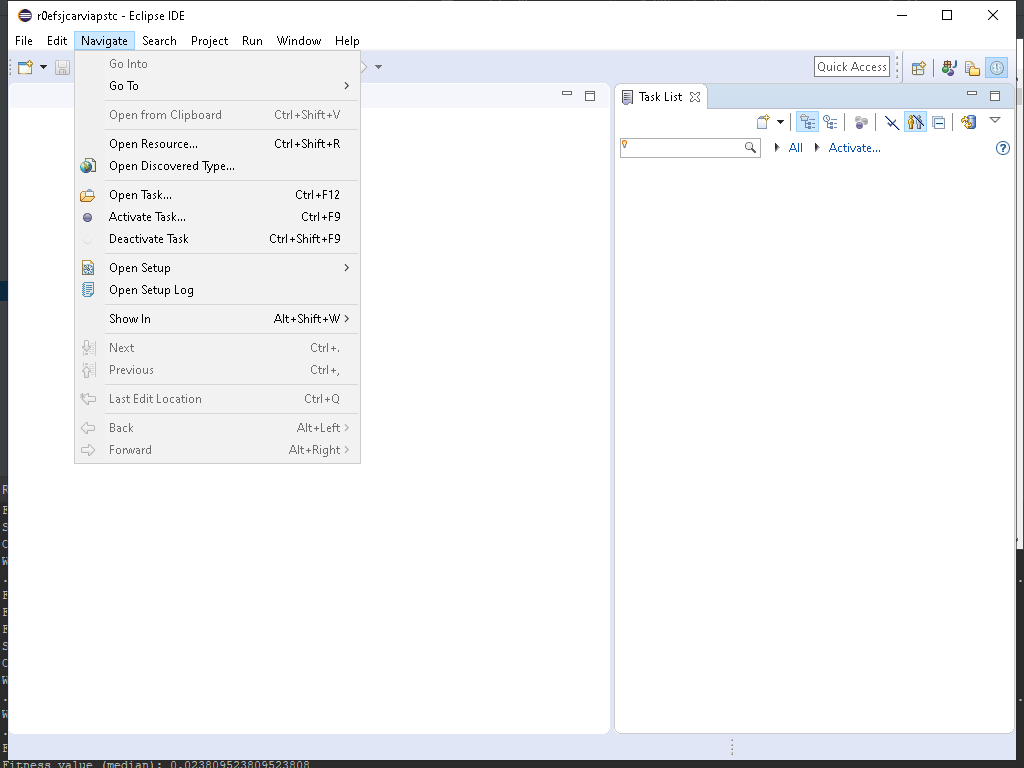 r0efsjcarviapstc - Eclipse IDE
File Edit Navigate Search Project Run Window Help
Quick Access
Go Into
Go To
Open from Clipboard Ctrl+Shift+V
Open Resource... Ctrl+Shift+R
Open Discovered Type...
Open Task... Ctrl+F12
Activate Task... Ctrl+F9
Deactivate Task Ctrl+Shift+F9
Open Setup
Open Setup Log
Show In Alt+Shift+W
Next Ctrl+.
Previous Ctrl+,
Last Edit Location Ctrl+Q
Back Alt+Left
Forward Alt+Right
Task List
All Activate...
Fitness value (median): 0.023809523809523808